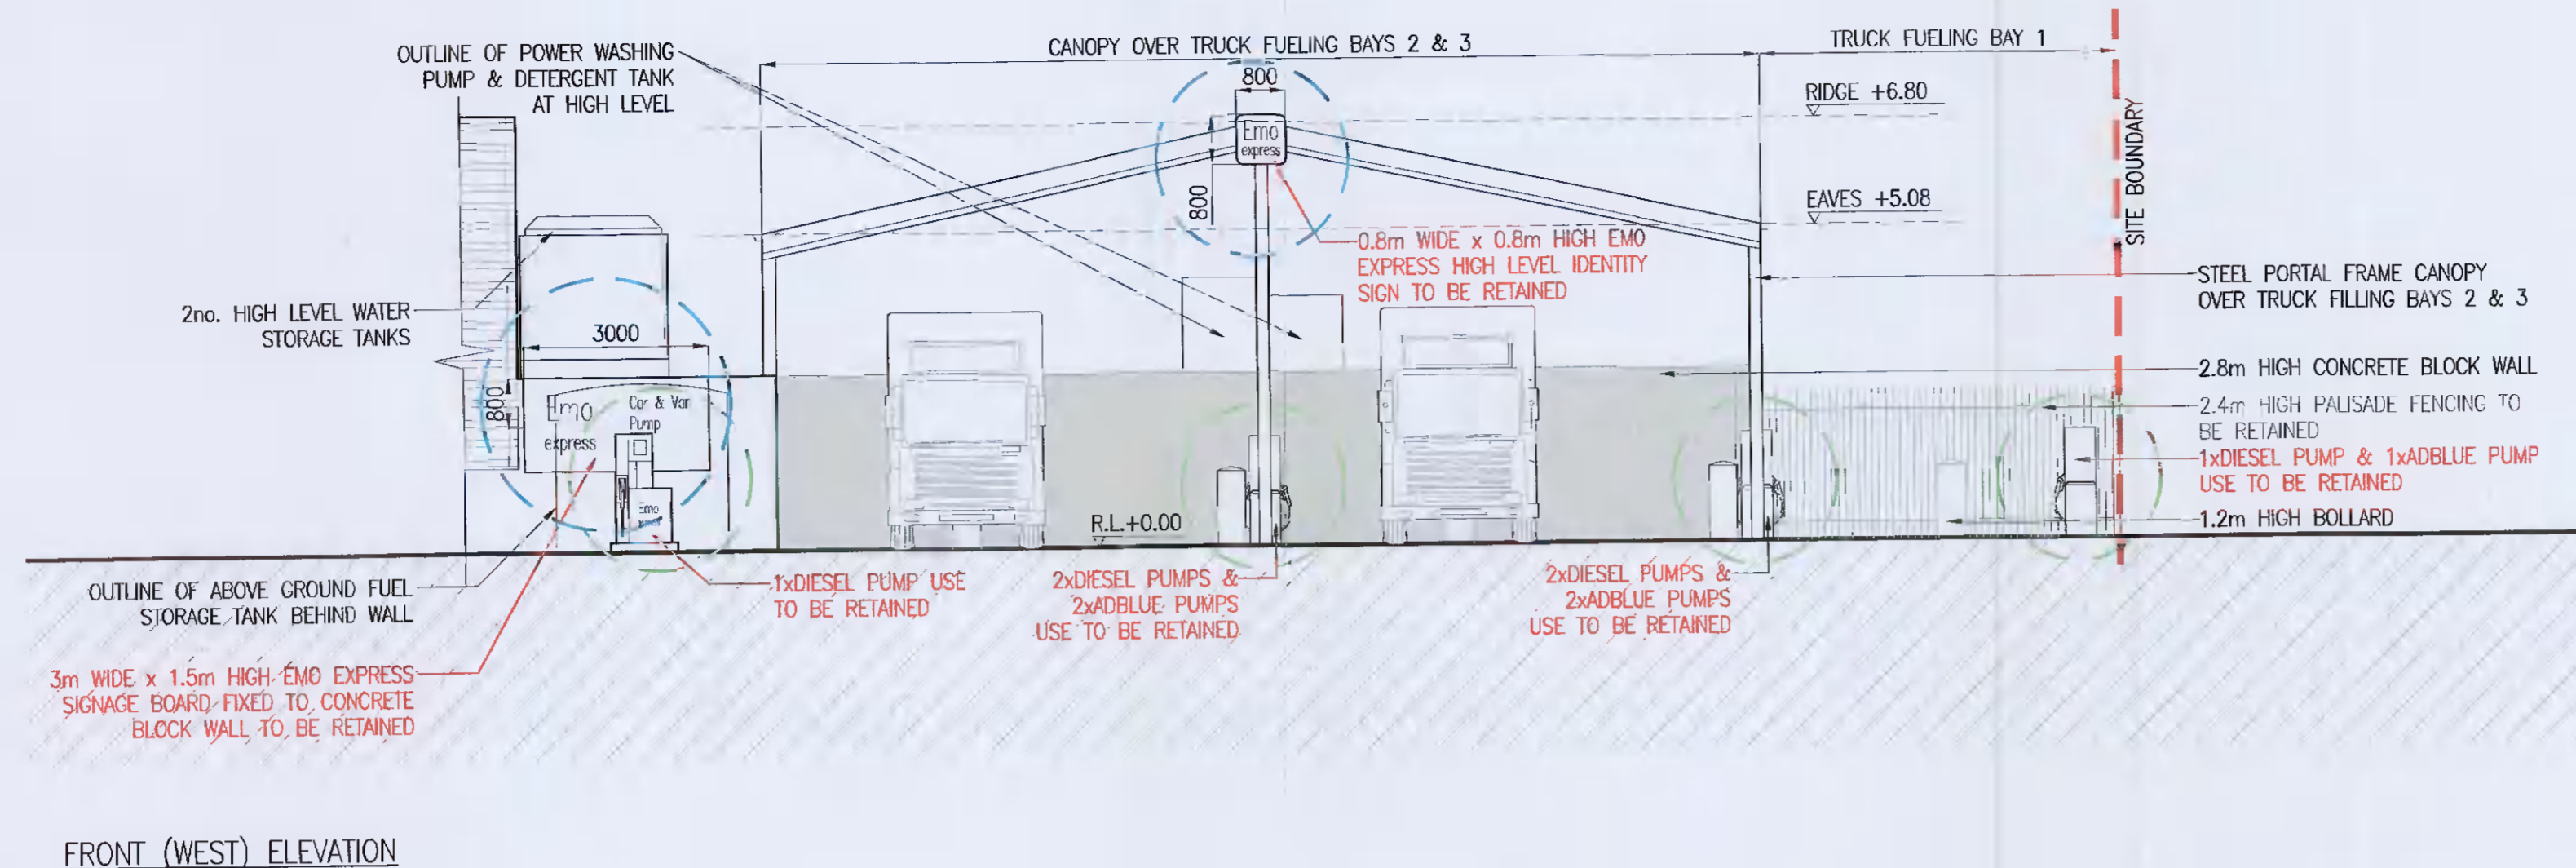 OUTLINE OF POWER WASHING
PUMP & DETERGENT TANK
AT HIGH LEVEL
CANOPY OVER TRUCK FUELING BAYS 2 & 3
TRUCK FUELING BAY 1
800
RIDGE +6.80
Emo
express
800
EAVES +5.08
SITE BOUNDARY
0.8m WIDE x 0.8m HIGH EMO
EXPRESS HIGH LEVEL IDENTITY
SIGN TO BE RETAINED
STEEL PORTAL FRAME CANOPY
OVER TRUCK FILLING BAYS 2 & 3
2no. HIGH LEVEL WATER
STORAGE TANKS
3000
2.8m HIGH CONCRETE BLOCK WALL
800
Emo
express
Car & Van
Pump
2.4m HIGH PALISADE FENCING TO
BE RETAINED
1xDIESEL PUMP & 1xADBLUE PUMP
USE TO BE RETAINED
Emo
R.L.+0.00
1.2m HIGH BOLLARD
OUTLINE OF ABOVE GROUND FUEL
STORAGE TANK BEHIND WALL
1xDIESEL PUMP USE
TO BE RETAINED
2xDIESEL PUMPS &
2xADBLUE PUMPS
USE TO BE RETAINED
2xDIESEL PUMPS &
2xADBLUE PUMPS
USE TO BE RETAINED
3m WIDE x 1.5m HIGH EMO EXPRESS
SIGNAGE BOARD FIXED TO CONCRETE
BLOCK WALL TO BE RETAINED
FRONT (WEST) ELEVATION